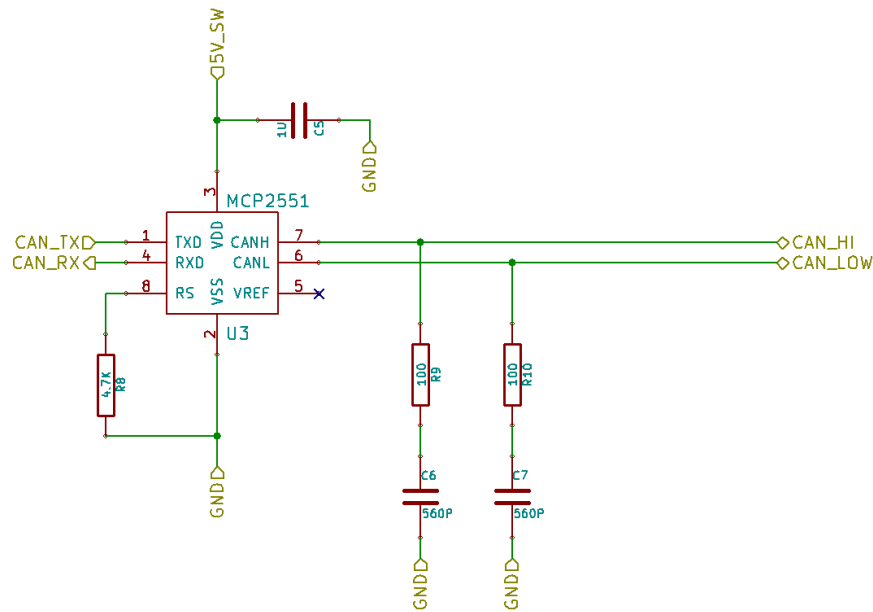 5V_SW
1U
C5
GND
MCP2551
3
CAN_TX
1
TXD
VDD
CANH
7
CAN_HI
CAN_RX
4
RXD
CANL
6
CAN_LOW
8
RS
VSS
VREF
5
2
U3
4.7K
R8
100
R9
100
R10
GND
C6
560P
C7
560P
GND
GND